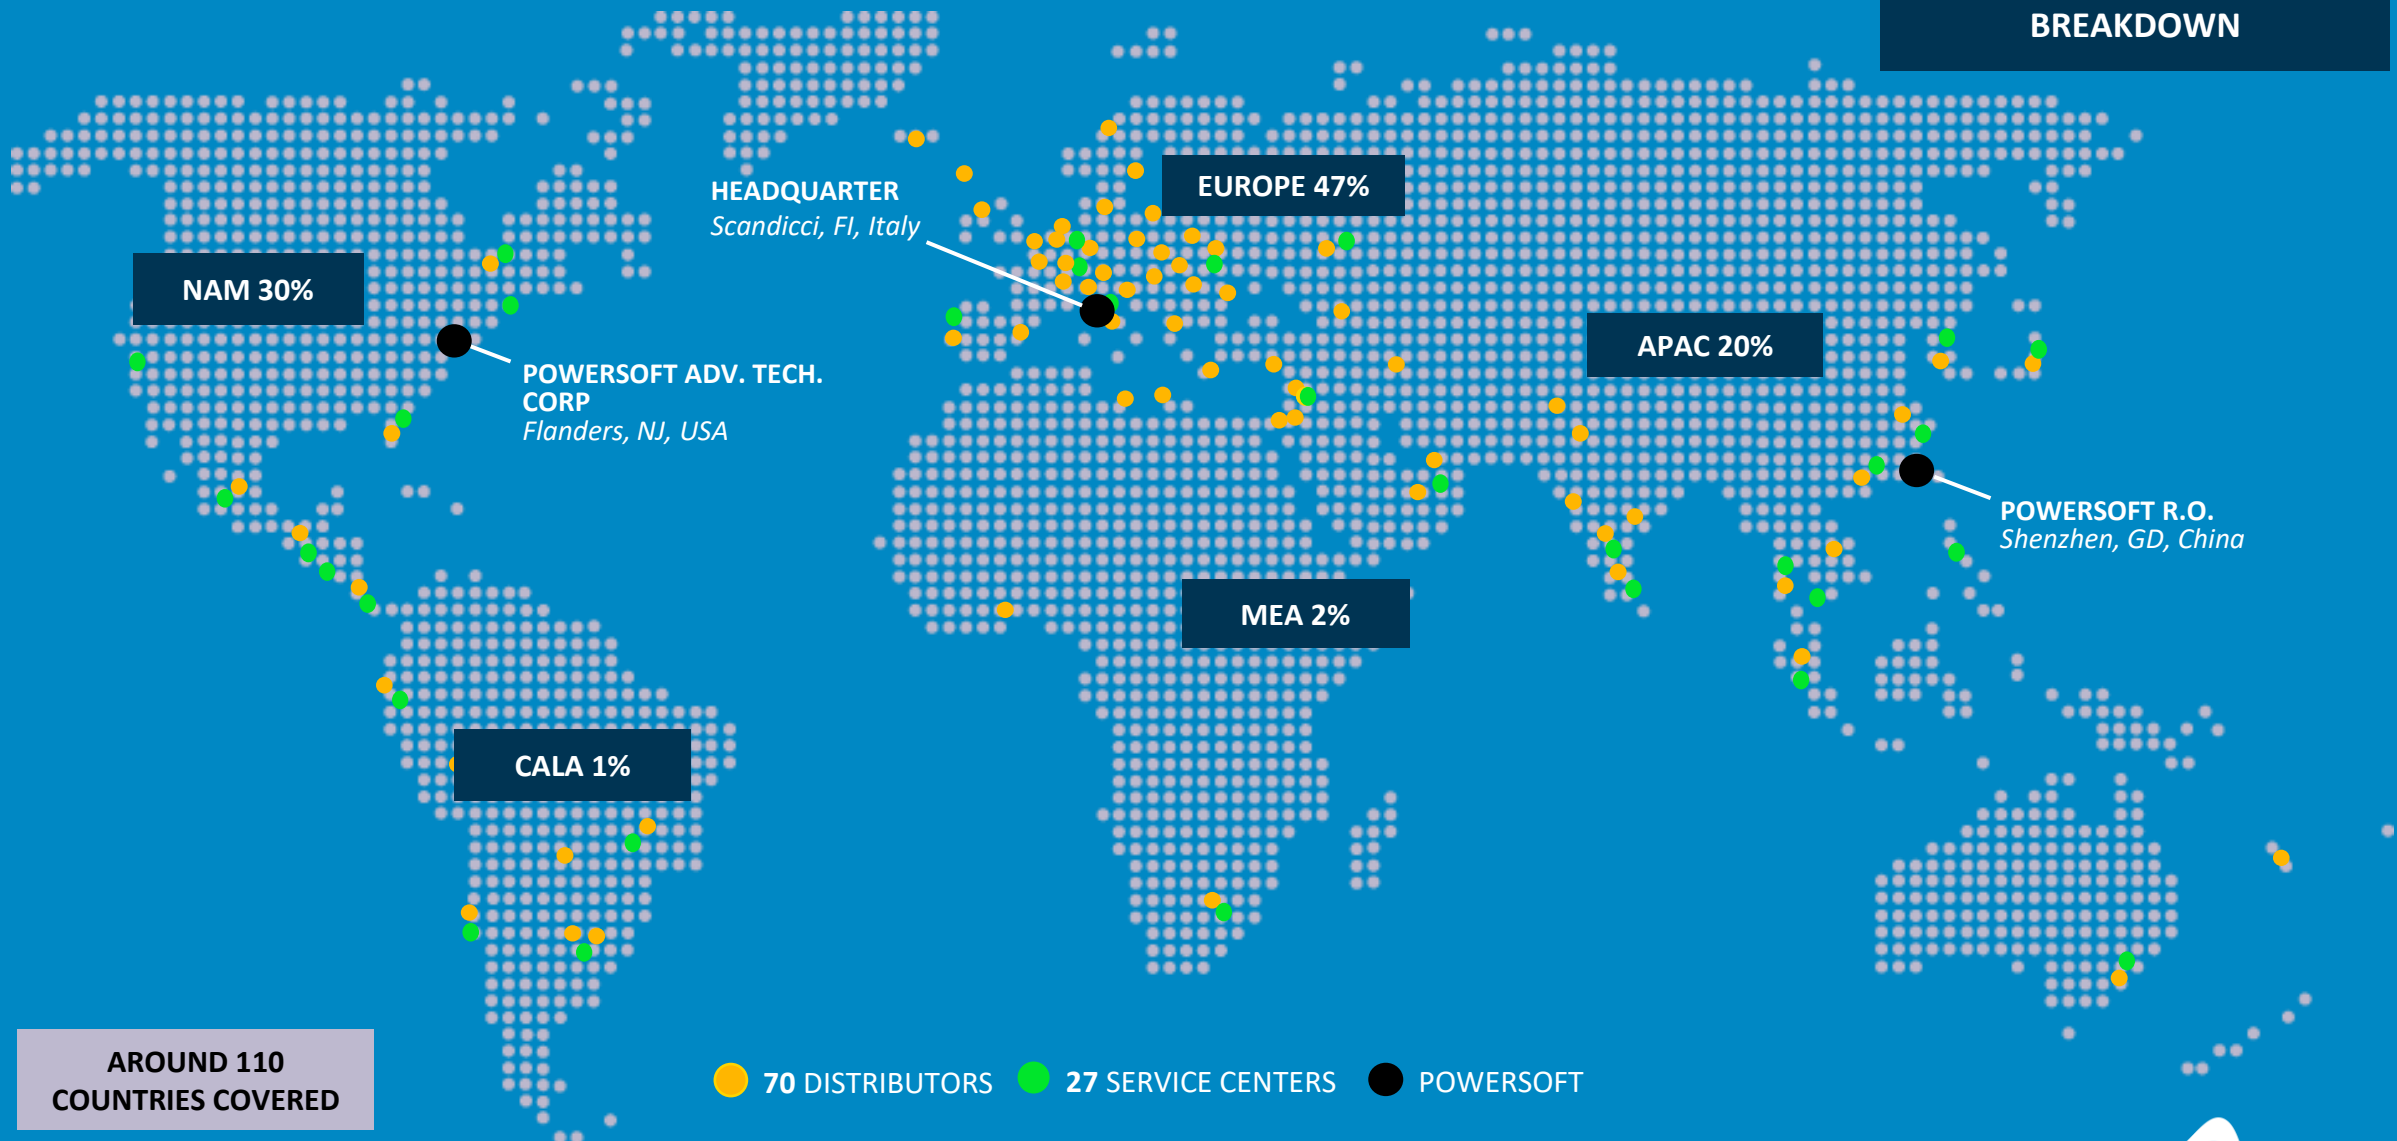 BREAKDOWN
EUROPE 47%
HEADQUARTER
Scandicci, FI, Italy
NAM 30%
APAC 20%
POWERSOFT ADV. TECH.
CORP
Flanders, NJ, USA
POWERSOFT R.O.
Shenzhen, GD, China
MEA 2%
CALA 1%
AROUND 110
COUNTRIES COVERED
70 DISTRIBUTORS
27 SERVICE CENTERS
POWERSOFT